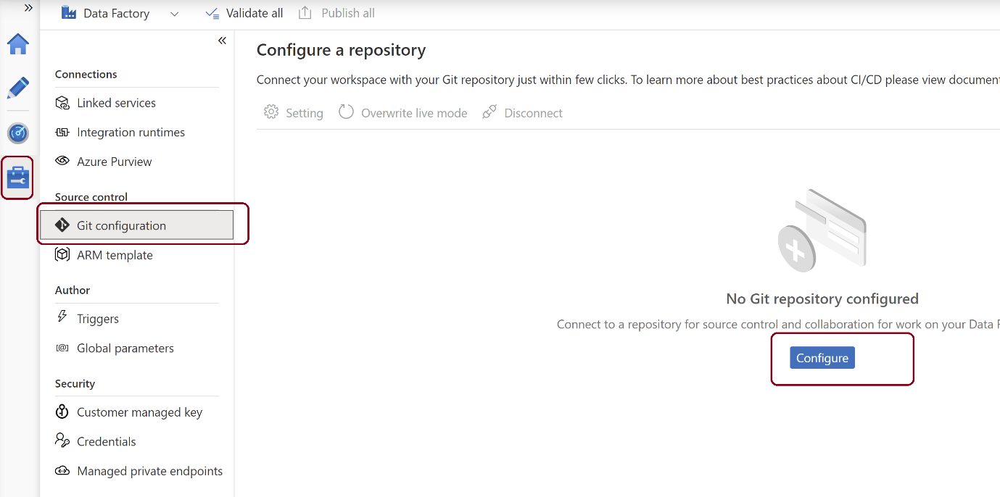 Data Factory
Validate all
Publish all
Connections
Linked services
Integration runtimes
Azure Purview
Source control
Git configuration
ARM template
Author
Triggers
Global parameters
Security
Customer managed key
Credentials
Managed private endpoints
Configure a repository
Connect your workspace with your Git repository just within few clicks. To learn more about best practices about CI/CD please view document
Setting
Overwrite live mode
Disconnect
No Git repository configured
Connect to a repository for source control and collaboration for work on your Data F
Configure